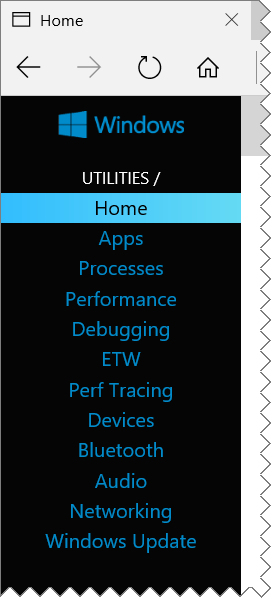 Home
Windows
UTILITIES /
Home
Apps
Processes
Performance
Debugging
ETW
Perf Tracing
Devices
Bluetooth
Audio
Networking
Windows Update